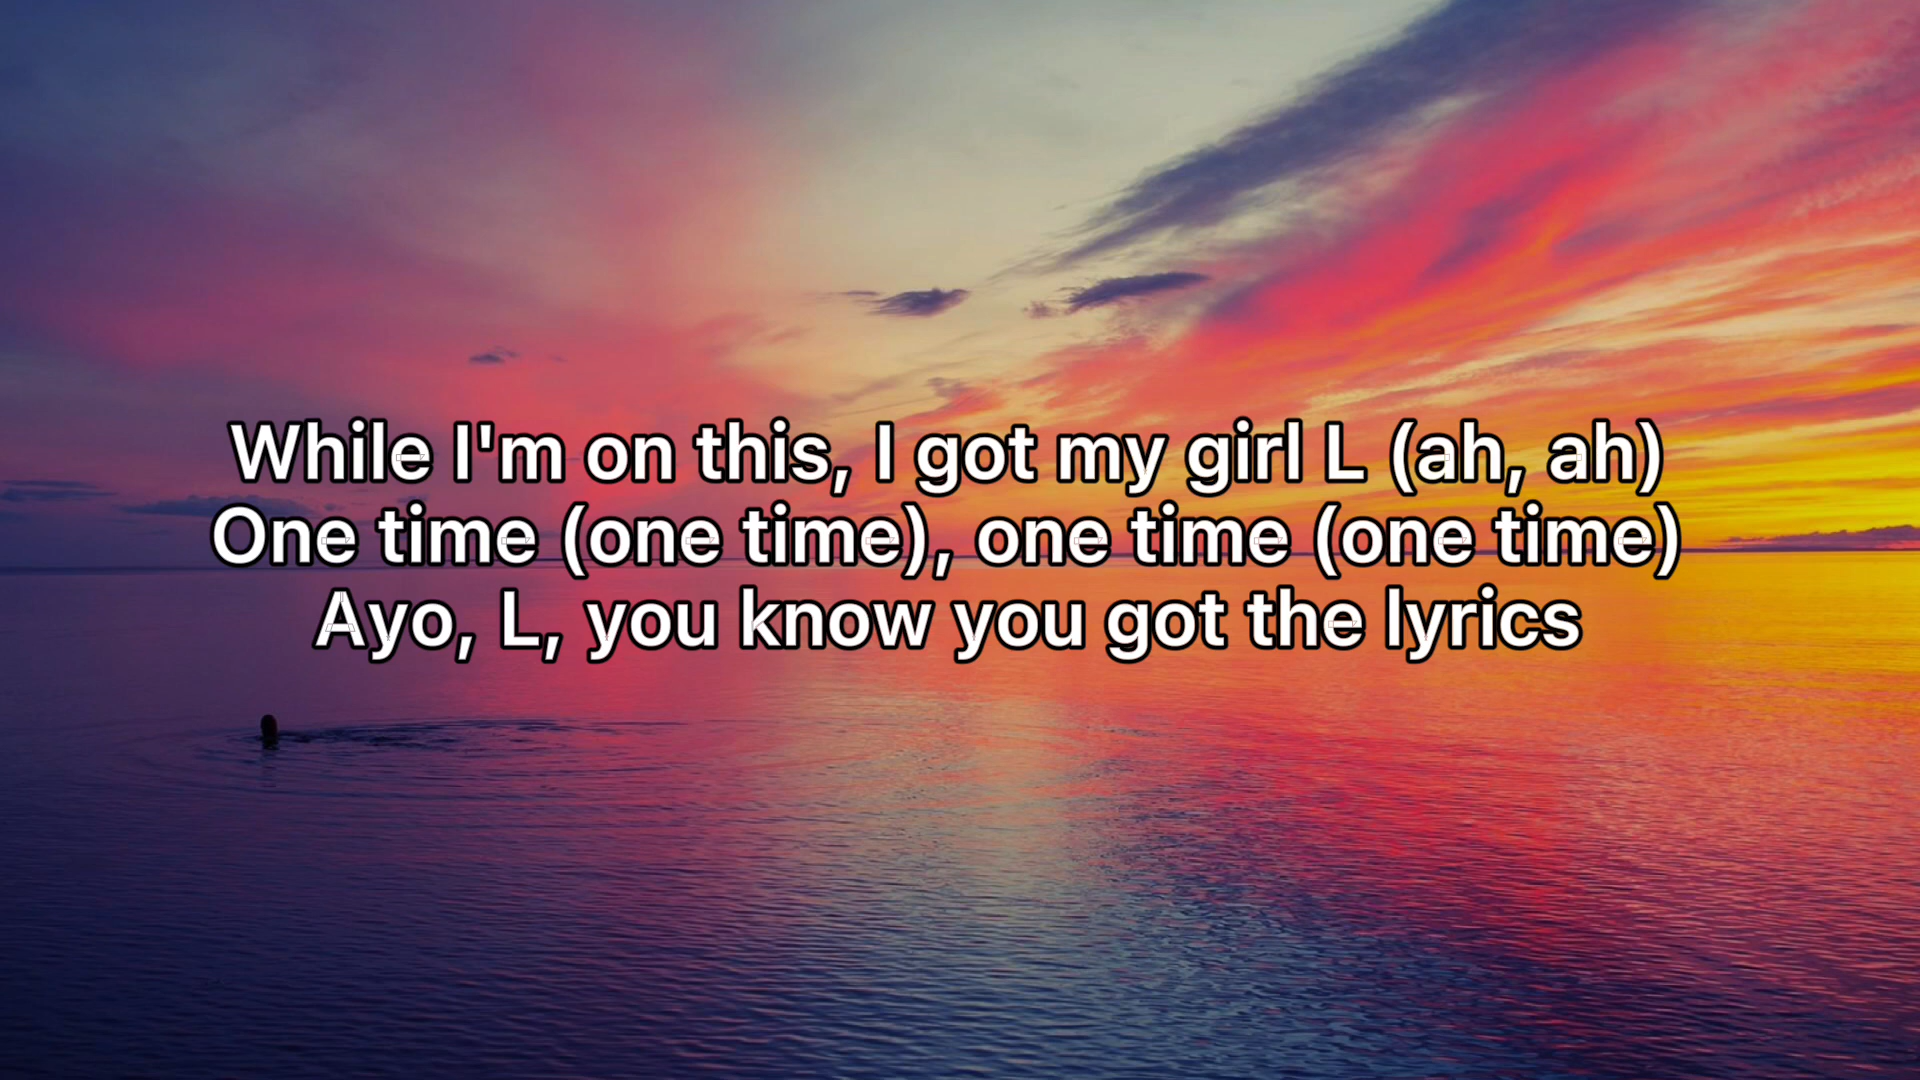 While I'm on this, I got my girl L (ah, ah)
One time (one time), one time (one time)
Ayo, L, you know you got the lyrics